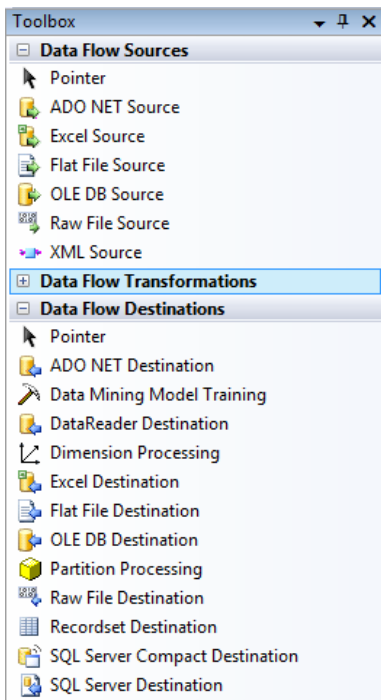 Toolbox
Data Flow Sources
Pointer
ADO NET Source
Excel Source
Flat File Source
OLE DB Source
Raw File Source
XML Source
Data Flow Transformations
Data Flow Destinations
Pointer
ADO NET Destination
Data Mining Model Training
DataReader Destination
Dimension Processing
Excel Destination
Flat File Destination
OLE DB Destination
Partition Processing
Raw File Destination
Recordset Destination
SQL Server Compact Destination
SQL Server Destination